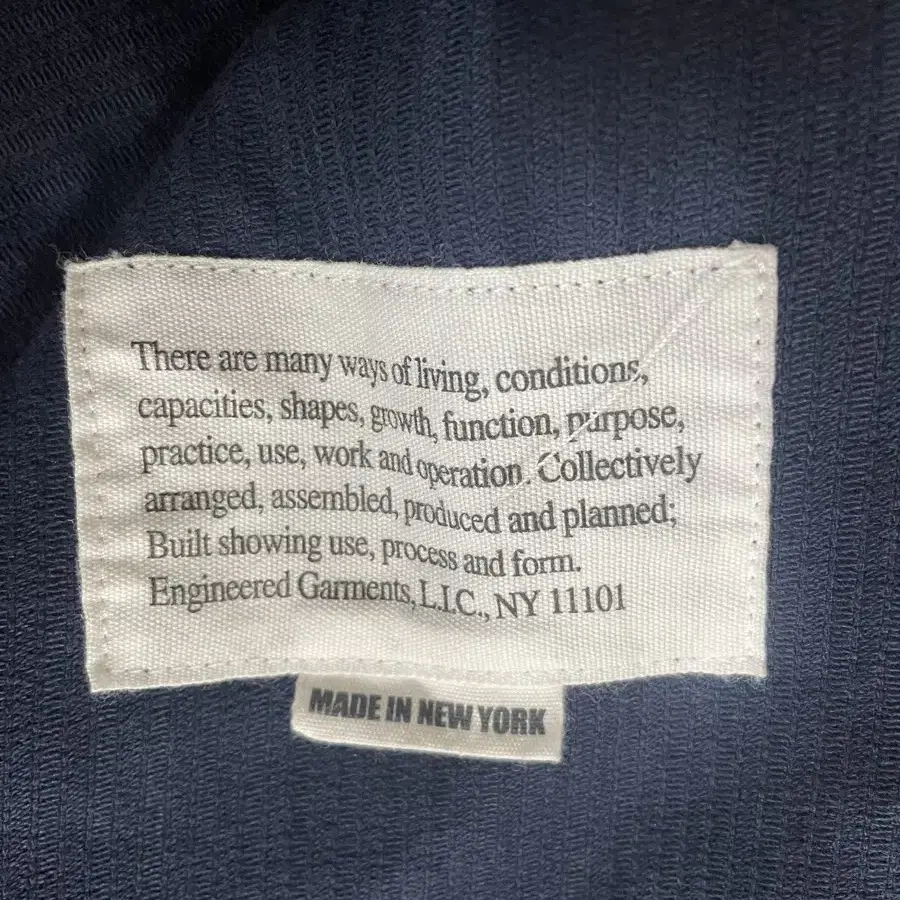 There are many ways of living, conditions,
capacities, shapes, growth, function, purpose,
practice, use, work and operation. Collectively
arranged, assembled, produced and planned;
Built showing use, process and form.
Engineered Garments, L.I.C., NY 11101
MADE IN NEW YORK